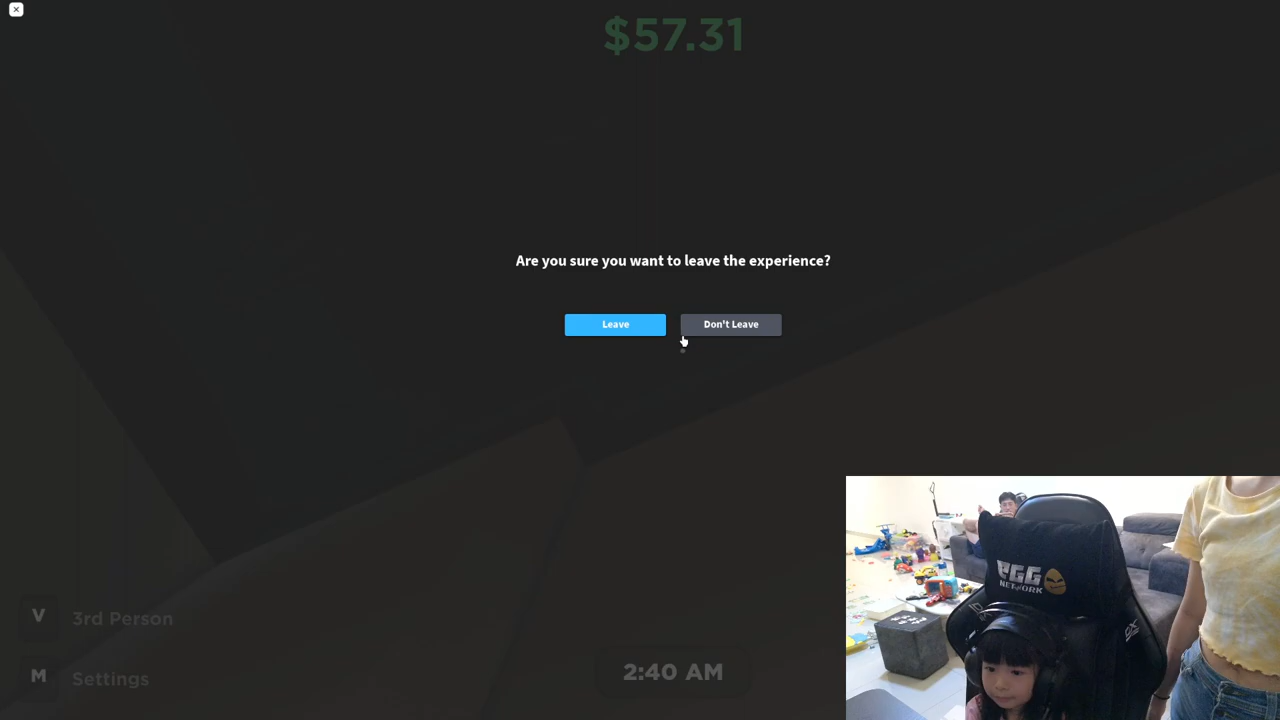 $57.31
Are you sure you want to leave the experience?
Leave
Don't Leave
V
3rd Person
M
Settings
2:40 AM
EGG
NETWORK